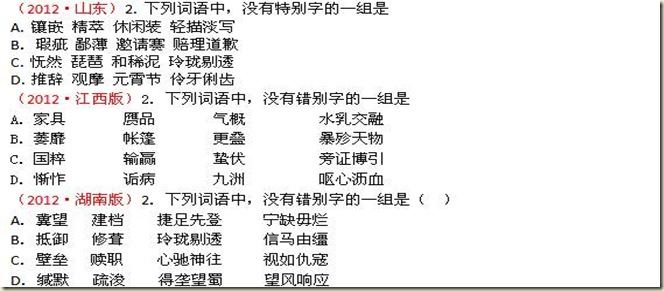 (2012·山东) 2. 下列词语中，没有特别字的一组是
A. 镶嵌 精萃 休闲装 轻描淡写
B. 瑕疵 鄙薄 邀请赛 赔理道歉
C. 恍然 琵琶 和稀泥 玲珑剔透
D. 推辞 观摩 元霄节 伶牙俐齿
(2012·江西版) 2. 下列词语中，没有错别字的一组是
A. 家具 赝品 气概 水乳交融
B. 萎靡 帐篷 更叠 暴殄天物
C. 国粹 输赢 蛰伏 旁证博引
D. 惭怍 诟病 九洲 呕心沥血
(2012·湖南版) 2. 下列词语中，没有错别字的一组是（ ）
A. 冀望 建档 捷足先登 宁缺毋烂
B. 抵御 修葺 玲珑剔透 信马由缰
C. 壁垒 赎职 心驰神往 视如仇寇
D. 缄默 疏浚 得垄望蜀 望风响应